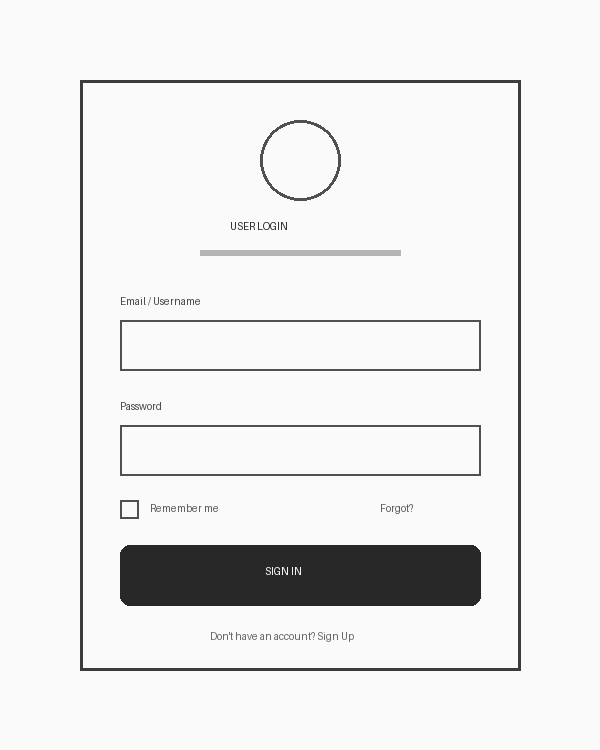 USER LOGIN
Email / Username
Password
Remember me
Forgot?
SIGN IN
Don't have an account? Sign Up